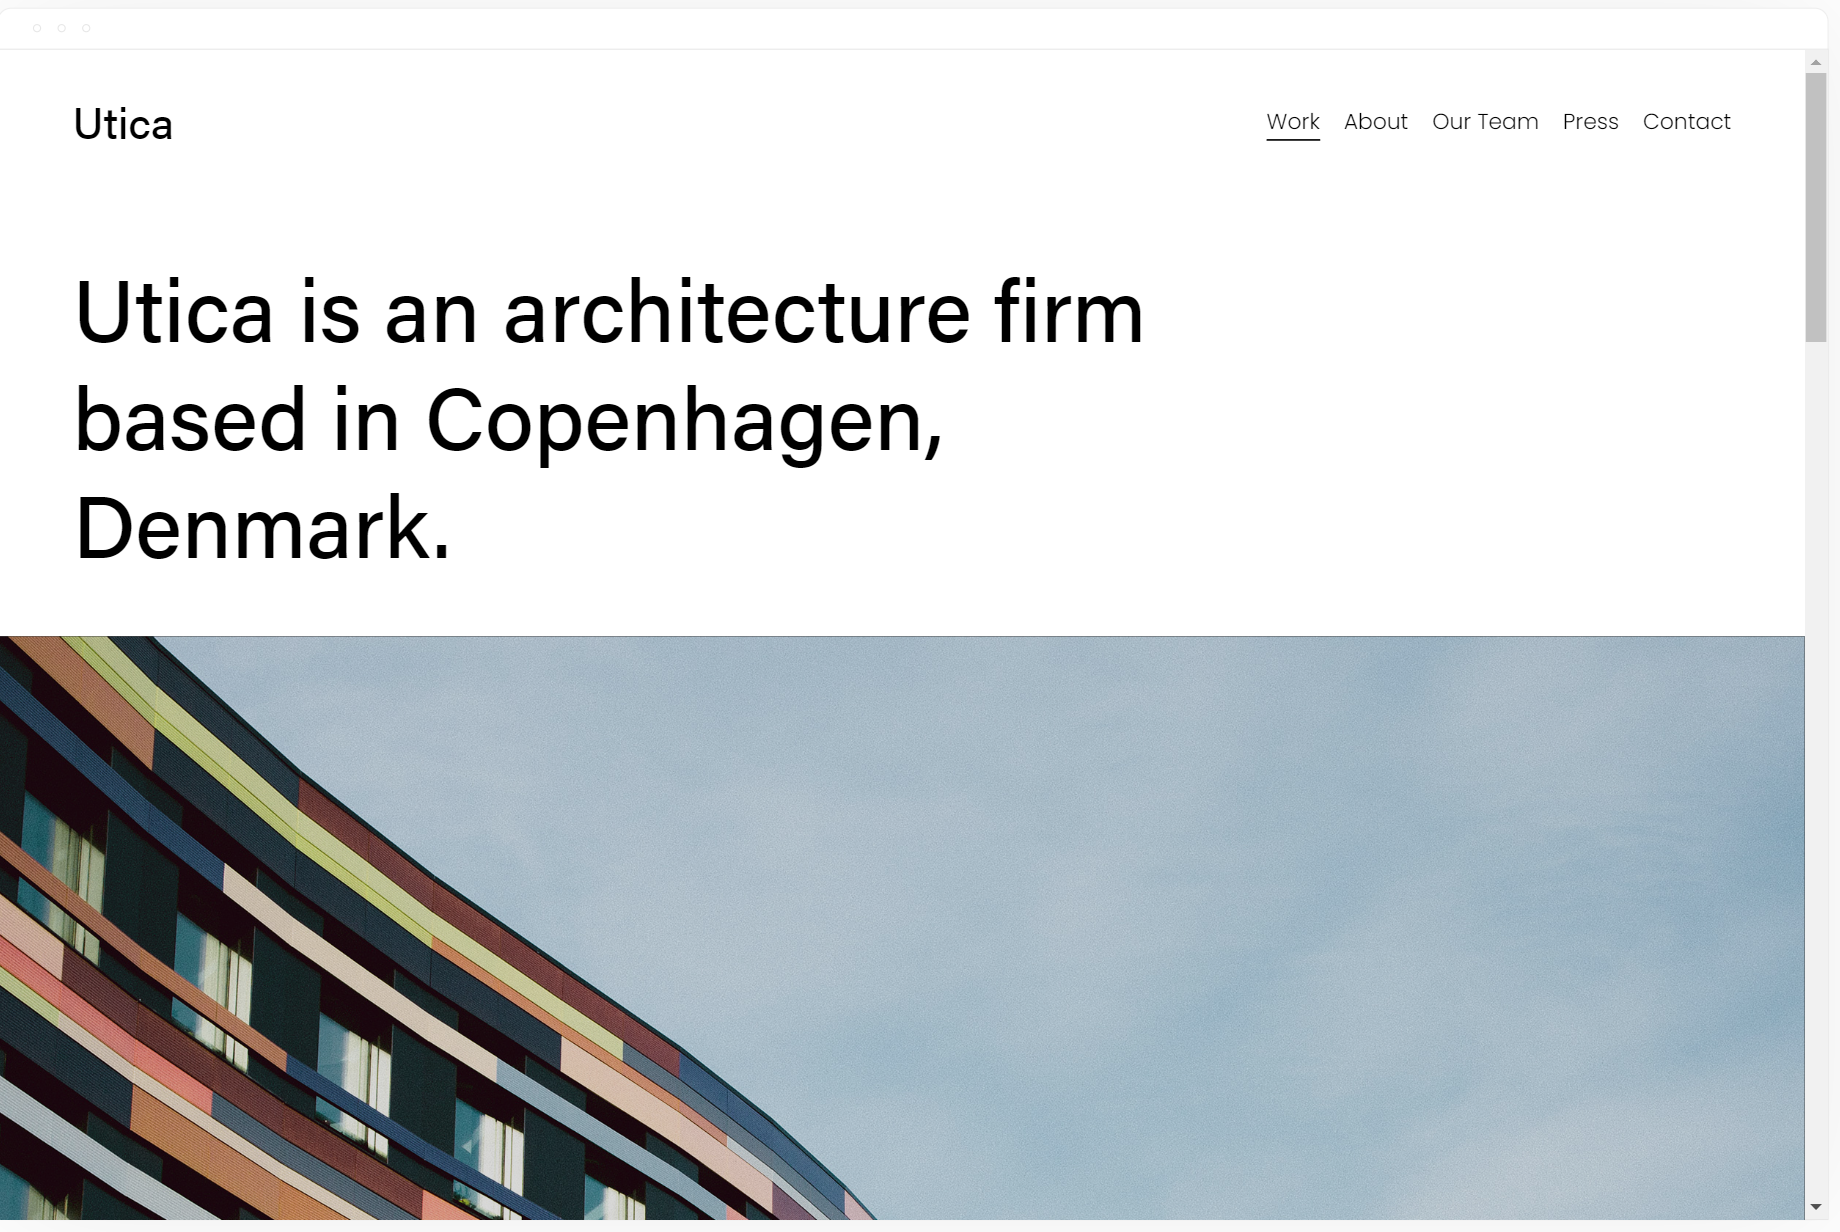 Utica
Work About Our Team Press Contact
Utica is an architecture firm
based in Copenhagen,
Denmark.